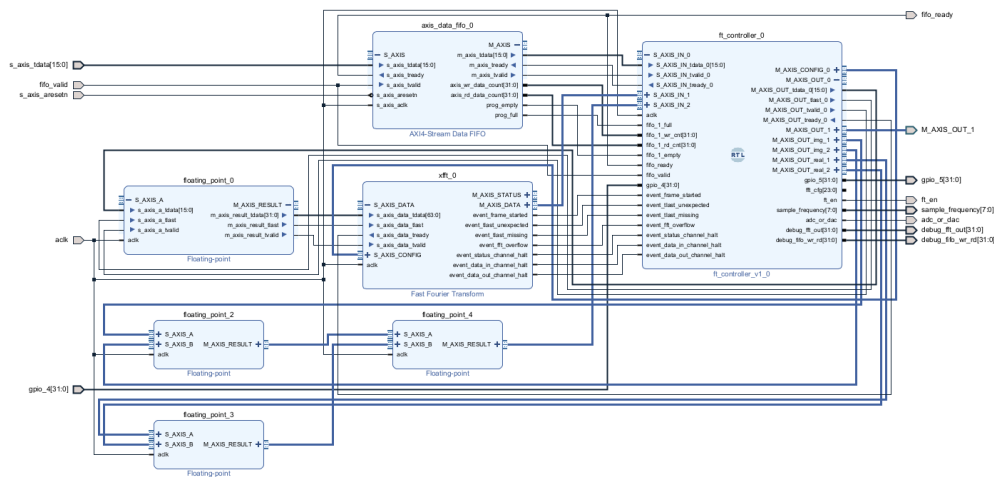 fifo_ready
axis_data_fifo_0
ft_controller_0
M_AXIS
S_AXIS
m_axis_tdata[15:0]
s_axis_tdata[15:0]
s_axis_tdata[15:0]
m_axis_tready
s_axis_tready
m_axis_tvalid
fifo_valid
s_axis_tvalid
axis_wr_data_count[31:0]
s_axis_aresetn
s_axis_aresetn
axis_rd_data_count[31:0]
s_axis_aclk
prog_empty
prog_full
AXI4-Stream Data FIFO
S_AXIS_IN_0
S_AXIS_IN_tdata_0[15:0]
S_AXIS_IN_tvalid_0
S_AXIS_IN_tready_0
S_AXIS_IN_1
S_AXIS_IN_2
aclk
fifo_1_full
fifo_1_wr_cnt[31:0]
fifo_1_rd_cnt[31:0]
fifo_1_empty
fifo_ready
fifo_valid
gpio_4[31:0]
event_frame_started
event_tlast_unexpected
event_tlast_missing
event_fft_overflow
event_status_channel_halt
event_data_in_channel_halt
event_data_out_channel_halt
RTL
M_AXIS_CONFIG_0
M_AXIS_OUT_0
M_AXIS_OUT_tdata_0[15:0]
M_AXIS_OUT_tlast_0
M_AXIS_OUT_tvalid_0
M_AXIS_OUT_tready_0
M_AXIS_OUT_1
M_AXIS_OUT_img_1
M_AXIS_OUT_img_2
M_AXIS_OUT_real_1
M_AXIS_OUT_real_2
gpio_5[31:0]
fft_cfg[23:0]
ft_en
sample_frequency[7:0]
adc_or_dac
debug_fft_out[31:0]
debug_fifo_wr_rd[31:0]
ft_controller_v1_0
M_AXIS_OUT_1
gpio_5[31:0]
ft_en
sample_frequency[7:0]
adc_or_dac
debug_fft_out[31:0]
debug_fifo_wr_rd[31:0]
floating_point_0
S_AXIS_A
M_AXIS_RESULT
s_axis_a_tdata[15:0]
m_axis_result_tdata[31:0]
s_axis_a_tlast
m_axis_result_tlast
s_axis_a_tvalid
m_axis_result_tvalid
aclk
aclk
Floating-point
xfft_0
M_AXIS_STATUS
S_AXIS_DATA
M_AXIS_DATA
s_axis_data_tdata[63:0]
event_frame_started
s_axis_data_tlast
event_tlast_unexpected
s_axis_data_tready
event_tlast_missing
s_axis_data_tvalid
event_fft_overflow
S_AXIS_CONFIG
event_status_channel_halt
aclk
event_data_in_channel_halt
event_data_out_channel_halt
Fast Fourier Transform
floating_point_2
S_AXIS_A
S_AXIS_B
M_AXIS_RESULT
aclk
Floating-point
floating_point_4
S_AXIS_A
S_AXIS_B
M_AXIS_RESULT
aclk
Floating-point
gpio_4[31:0]
floating_point_3
S_AXIS_A
S_AXIS_B
M_AXIS_RESULT
aclk
Floating-point